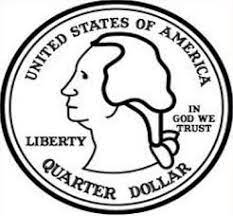 UNITED STATES OF AMERICA
LIBERTY
IN
GOD WE
TRUST
QUARTER DOLLAR